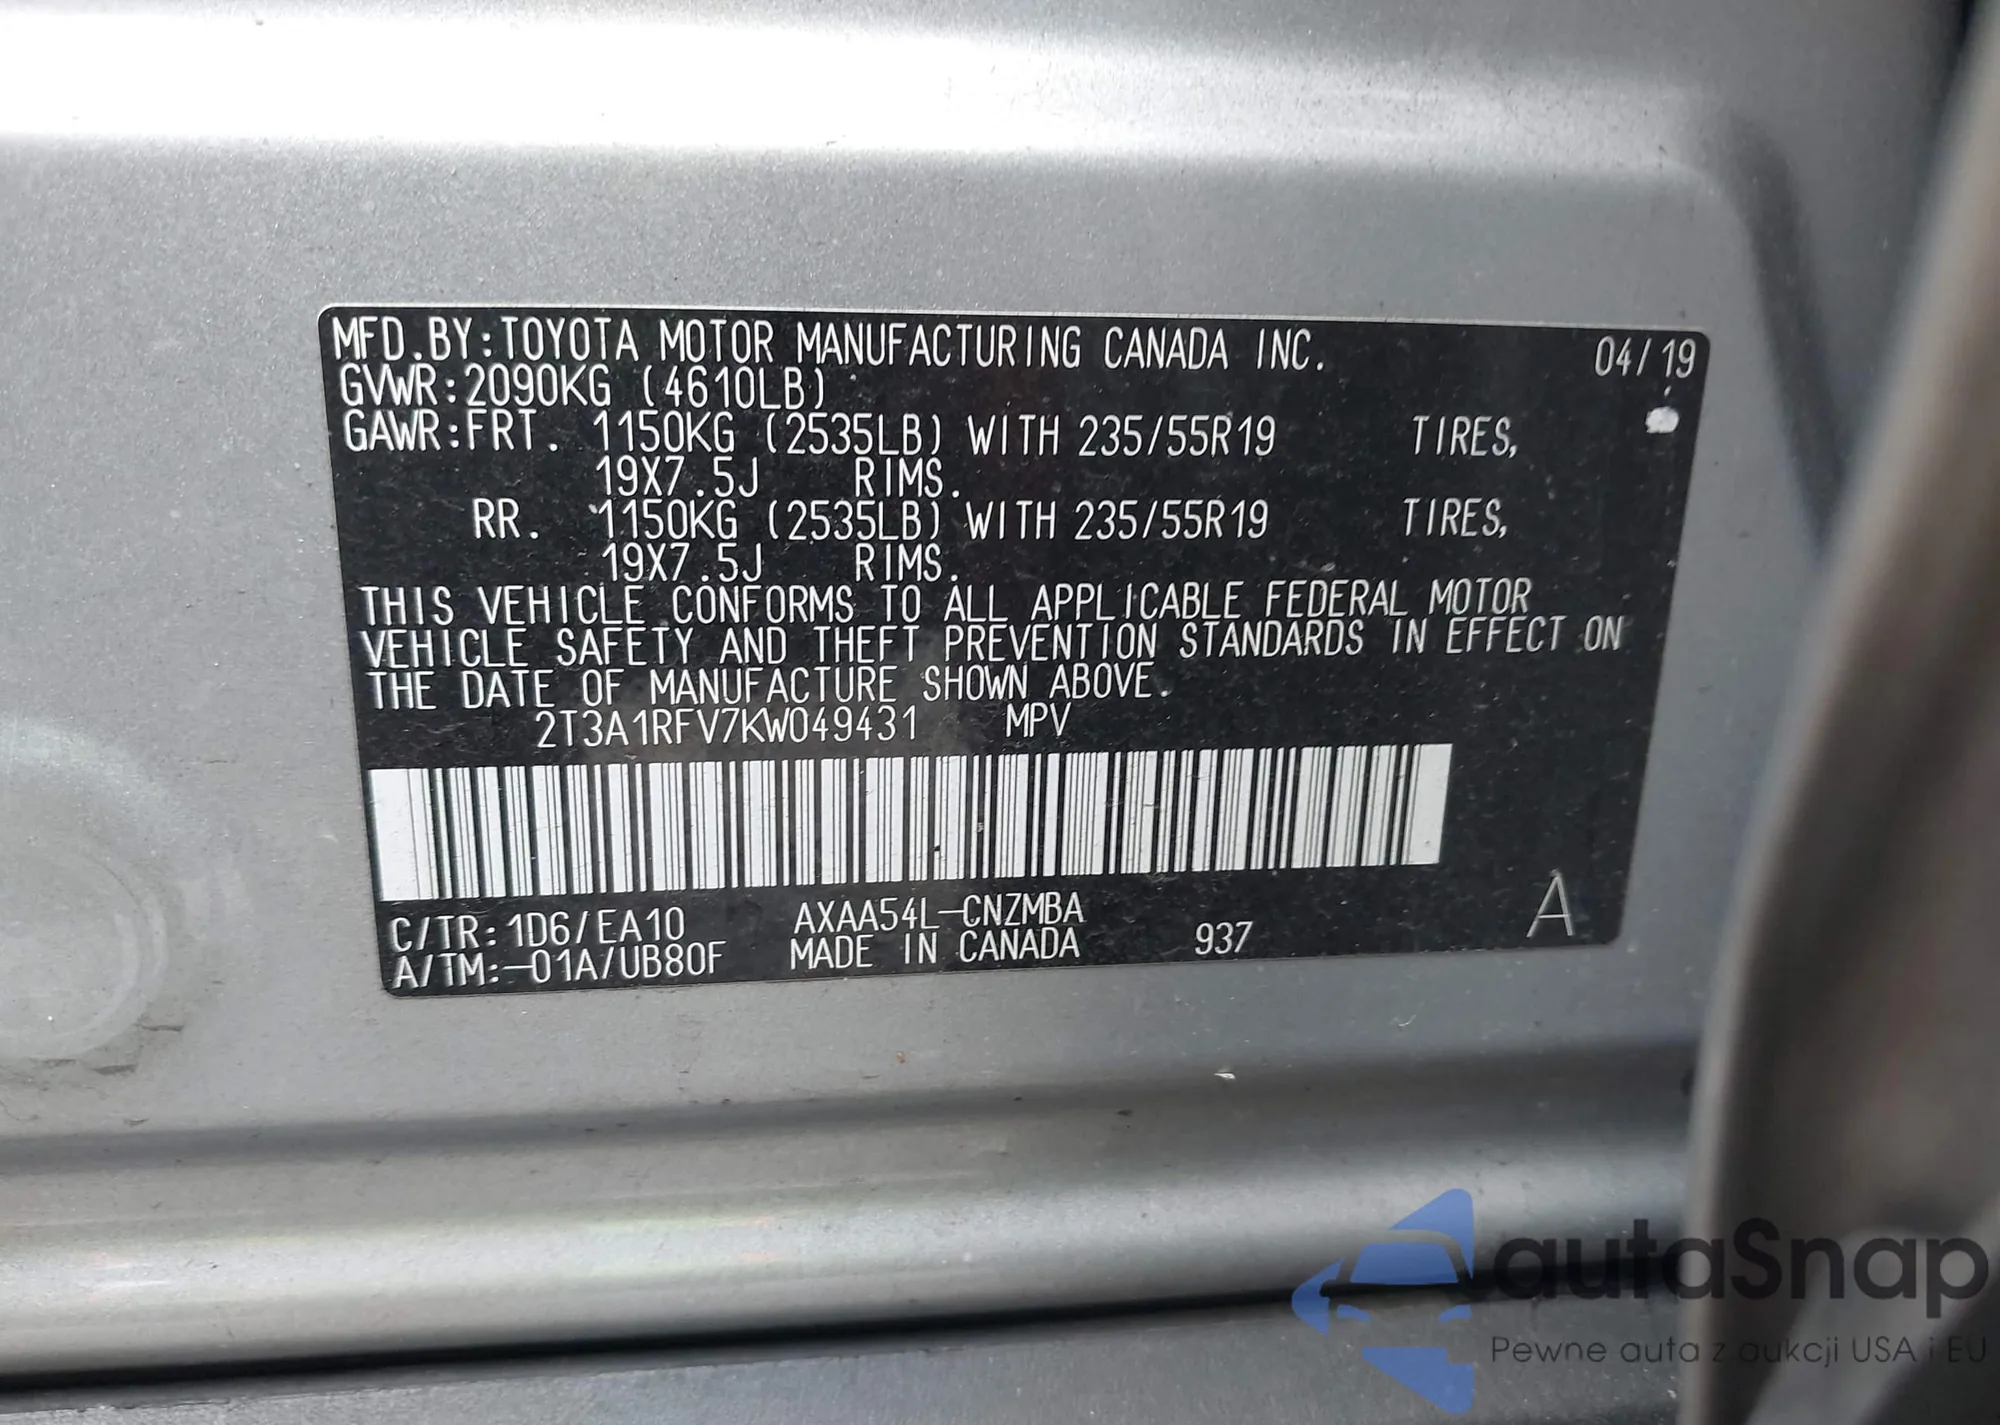 MFD.BY:TOYOTA MOTOR MANUFACTURING CANADA INC. 04/19
GVWR:2090KG (4610LB)
GAWR:FRT. 1150KG (2535LB) WITH 235/55R19 TIRES,
19X7.5J RIMS.
RR. 1150KG (2535LB) WITH 235/55R19 TIRES,
19X7.5J RIMS.
THIS VEHICLE CONFORMS TO ALL APPLICABLE FEDERAL MOTOR
VEHICLE SAFETY AND THEFT PREVENTION STANDARDS IN EFFECT ON
THE DATE OF MANUFACTURE SHOWN ABOVE.
2T3A1RFV7KW049431 MPV
C/TR:1D6/EA10 AXAA54L-CNZMBA
A/TM:-01A/UB80F MADE IN CANADA 937 A
autaSnap
Pewne auta z aukcji USA i EU